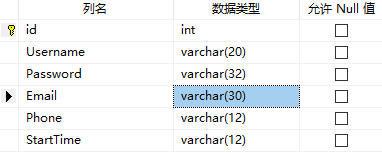 列名 数据类型 允许 Null 值
id int
Username varchar(20)
Password varchar(32)
Email varchar(30)
Phone varchar(12)
StartTime varchar(12)